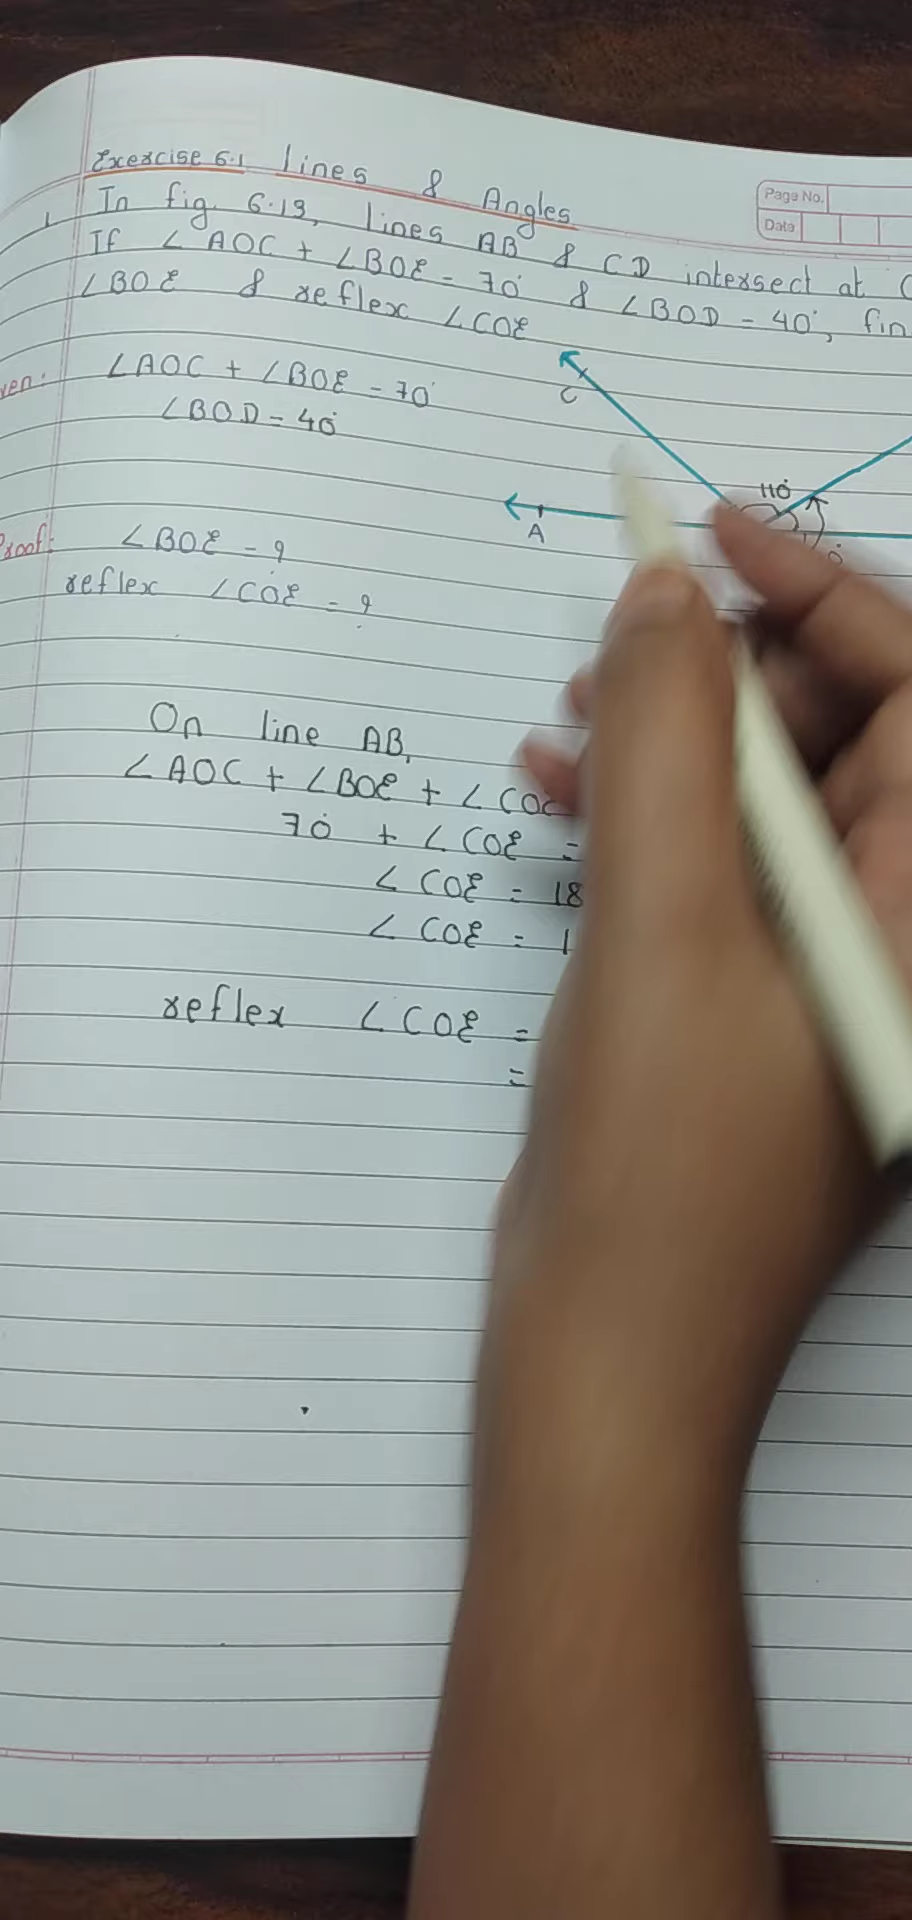 Exercise 6.1 Lines & Angles
Page No.
Date
1. In fig. 6.13, lines AB & CD intersect at
If ∠AOC + ∠BOE = 70° & ∠BOD = 40°,
∠BOE & reflex ∠COE
∠AOC + ∠BOE = 70°
∠BOD = 40°
C
110°
A
∠BOE = ?
reflex ∠COE = ?
On line AB,
∠AOC + ∠BOE +
70° + ∠COE =
∠COE = 18
∠COE = 1
reflex ∠COE =
=